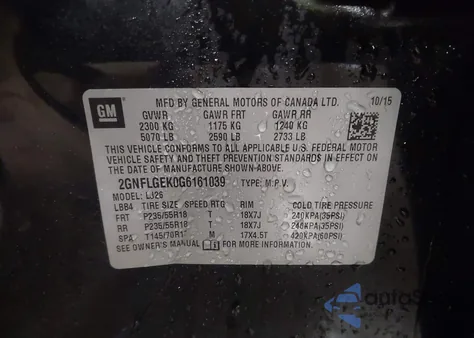 GM
MFD BY GENERAL MOTORS OF CANADA LTD. 10/15
GVWR GAWR FRT GAWR RR
2300 KG 1175 KG 1240 KG
5070 LB 2590 LB 2733 LB
THIS VEHICLE CONFORMS TO ALL APPLICABLE U.S. FEDERAL MOTOR
VEHICLE SAFETY AND THEFT PREVENTION STANDARDS IN EFFECT ON
THE DATE OF MANUFACTURE SHOWN ABOVE.
2GNFLGEK0G6161039 TYPE: M.P.V.
MODEL: L126
LBB4 TIRE SIZE SPEED RTG RIM COLD TIRE PRESSURE
FRT P235/55R18 T 18X7J 240KPA(35PSI)
RR P235/55R18 T 18X7J 240KPA(35PSI)
SPA M 17X4.5T 420KPA(60PSI)
SEE OWNER'S MANUAL FOR MORE INFORMATION.